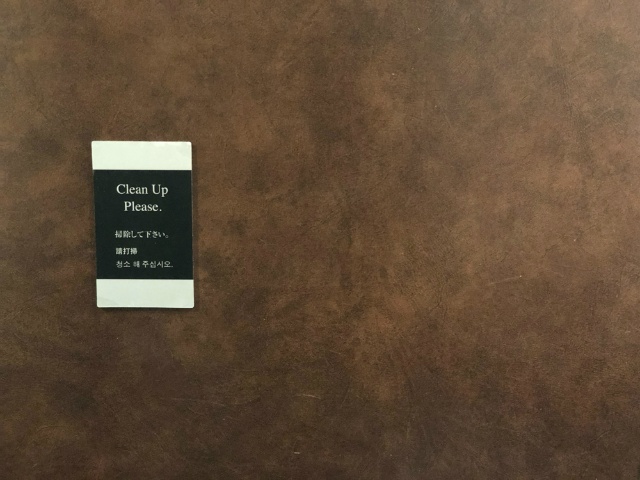 Clean Up
Please.
掃除して下さい。
請打掃
청소 해 주십시오.